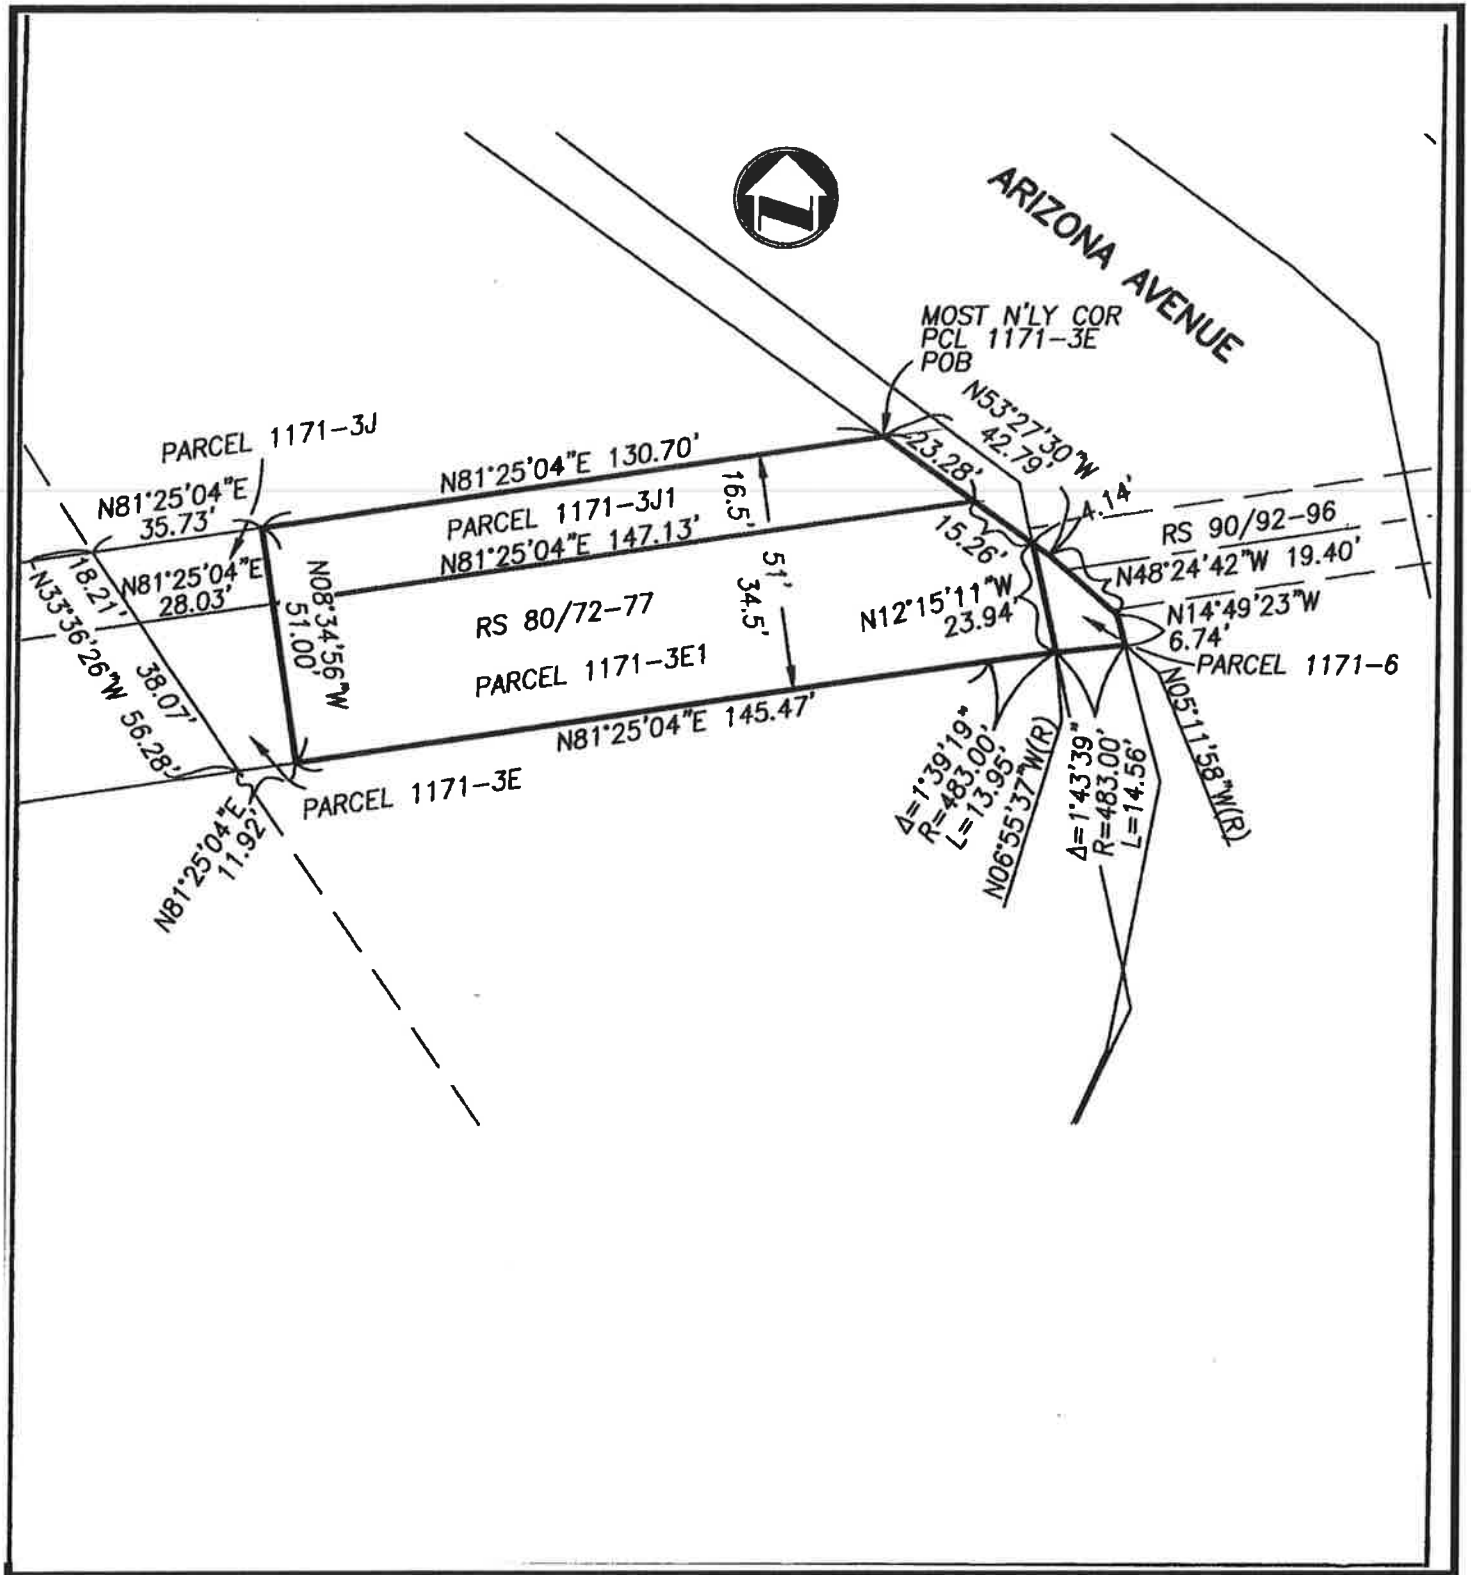 ARIZONA AVENUE
N
MOST N'LY COR
PCL 1171-3E
POB
N53°27'30"W
42.79'
23.28'
4.14'
PARCEL 1171-3J
N81°25'04"E
35.73'
N81°25'04"E 130.70'
16.5'
PARCEL 1171-3J1
N81°25'04"E 147.13'
15.26'
RS 90/92-96
N48°24'42"W 19.40'
N14°49'23"W
6.74'
PARCEL 1171-6
18.21'
N81°25'04"E
28.03'
N33°36'26"W 56.28'
38.07'
N08°34'56"W
51.00'
RS 80/72-77
51'
34.5'
N12°15'11"W
23.94'
PARCEL 1171-3E1
N81°25'04"E 145.47'
PARCEL 1171-3E
N81°25'04"E
11.92'
Δ=1°39'19"
R=483.00'
L=13.95'
N06°55'37"W(R)
Δ=1°43'39"
R=483.00'
L=14.56'
N05°11'58"W(R)